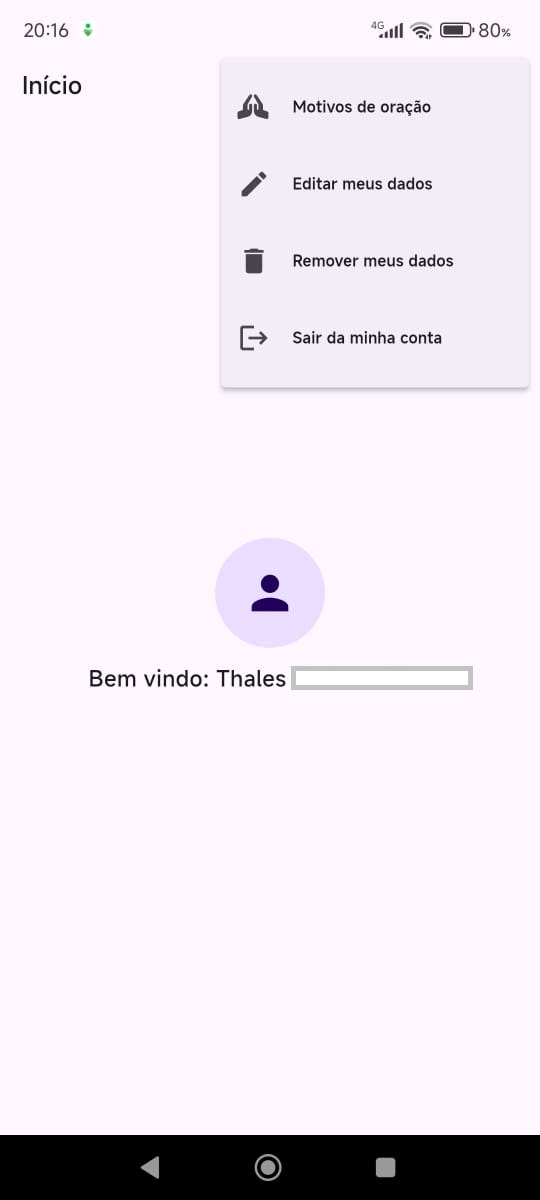 20:16
4G
80%
Início
Motivos de oração
Editar meus dados
Remover meus dados
Sair da minha conta
Bem vindo: Thales